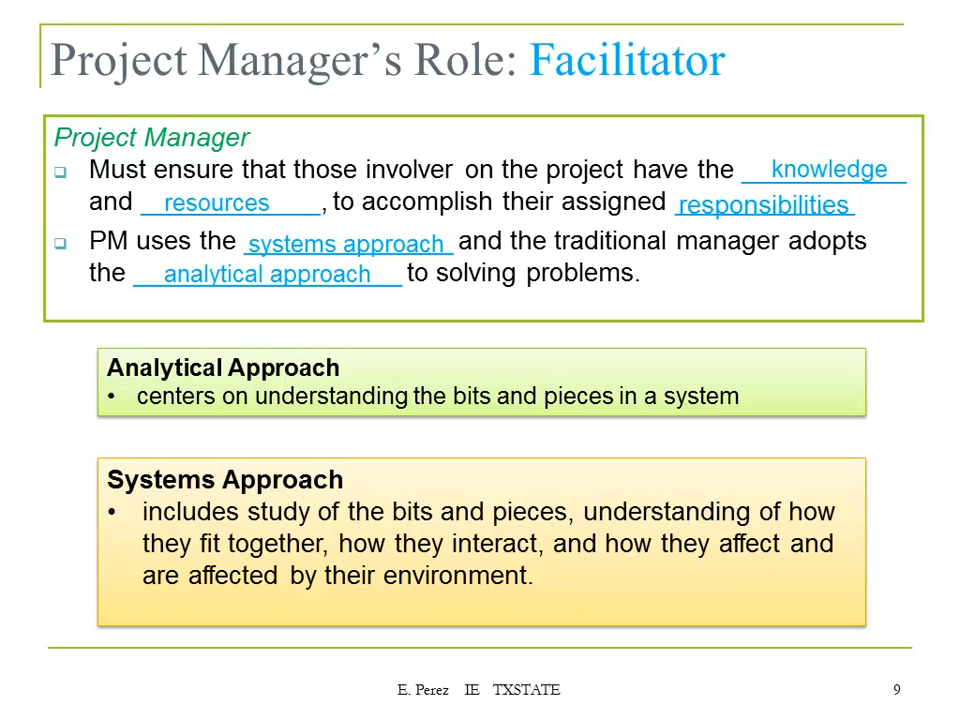 Project Manager's Role: Facilitator
Project Manager
❑ Must ensure that those involver on the project have the knowledge
and resources, to accomplish their assigned responsibilities
❑ PM uses the systems approach and the traditional manager adopts
the analytical approach to solving problems.
Analytical Approach
• centers on understanding the bits and pieces in a system
Systems Approach
• includes study of the bits and pieces, understanding of how
they fit together, how they interact, and how they affect and
are affected by their environment.
E. Perez IE TXSTATE 9